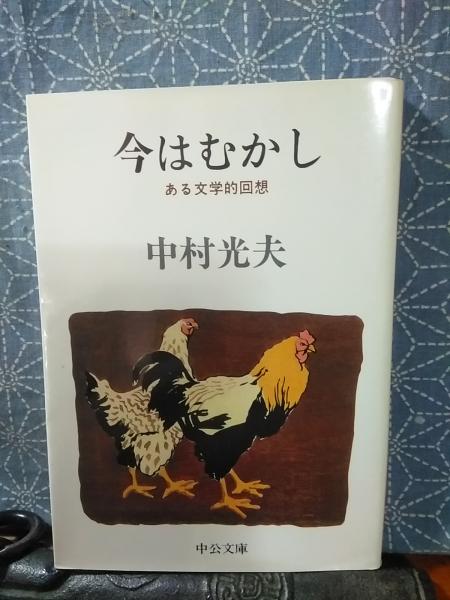 今はむかし
ある文学的回想
中村光夫
中公文庫